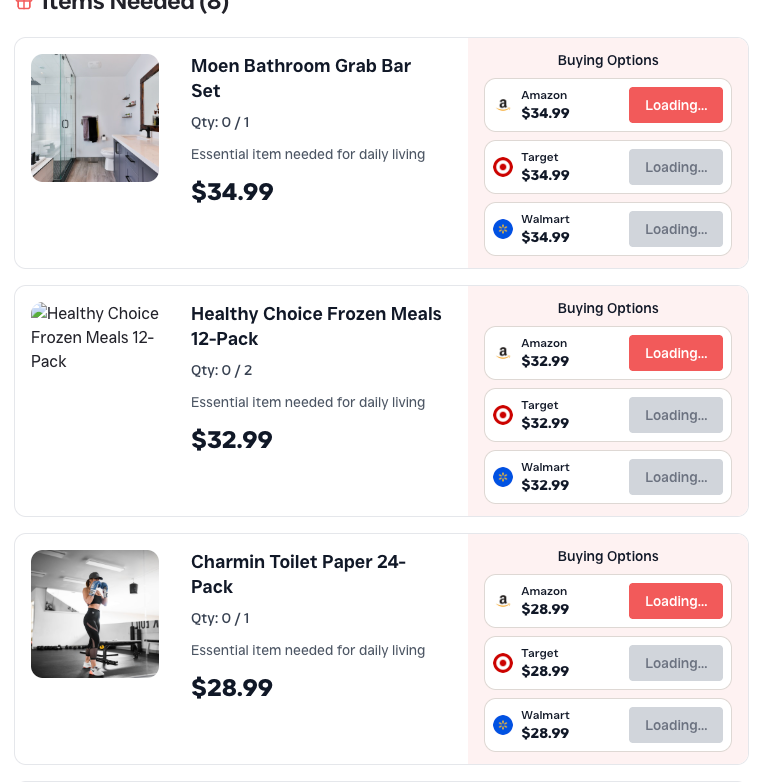 Items Needed (8)
Moen Bathroom Grab Bar
Set
Qty: 0 / 1
Essential item needed for daily living
$34.99
Buying Options
Amazon
$34.99
Loading...
Target
$34.99
Loading...
Walmart
$34.99
Loading...
Healthy Choice
Frozen Meals 12-
Pack
Healthy Choice Frozen Meals
12-Pack
Qty: 0 / 2
Essential item needed for daily living
$32.99
Buying Options
Amazon
$32.99
Loading...
Target
$32.99
Loading...
Walmart
$32.99
Loading...
Charmin Toilet Paper 24-
Pack
Qty: 0 / 1
Essential item needed for daily living
$28.99
Buying Options
a
Amazon
$28.99
Loading...
Target
$28.99
Loading...
Walmart
$28.99
Loading...